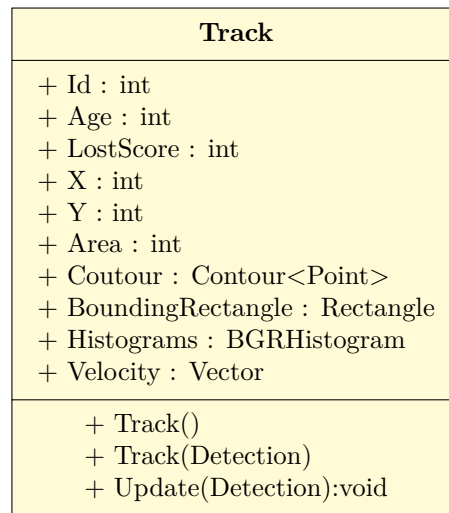 Track
+ Id : int
+ Age : int
+ LostScore : int
+ X : int
+ Y : int
+ Area : int
+ Coutour : Contour<Point>
+ BoundingRectangle : Rectangle
+ Histograms : BGRHistogram
+ Velocity : Vector
+ Track()
+ Track(Detection)
+ Update(Detection):void